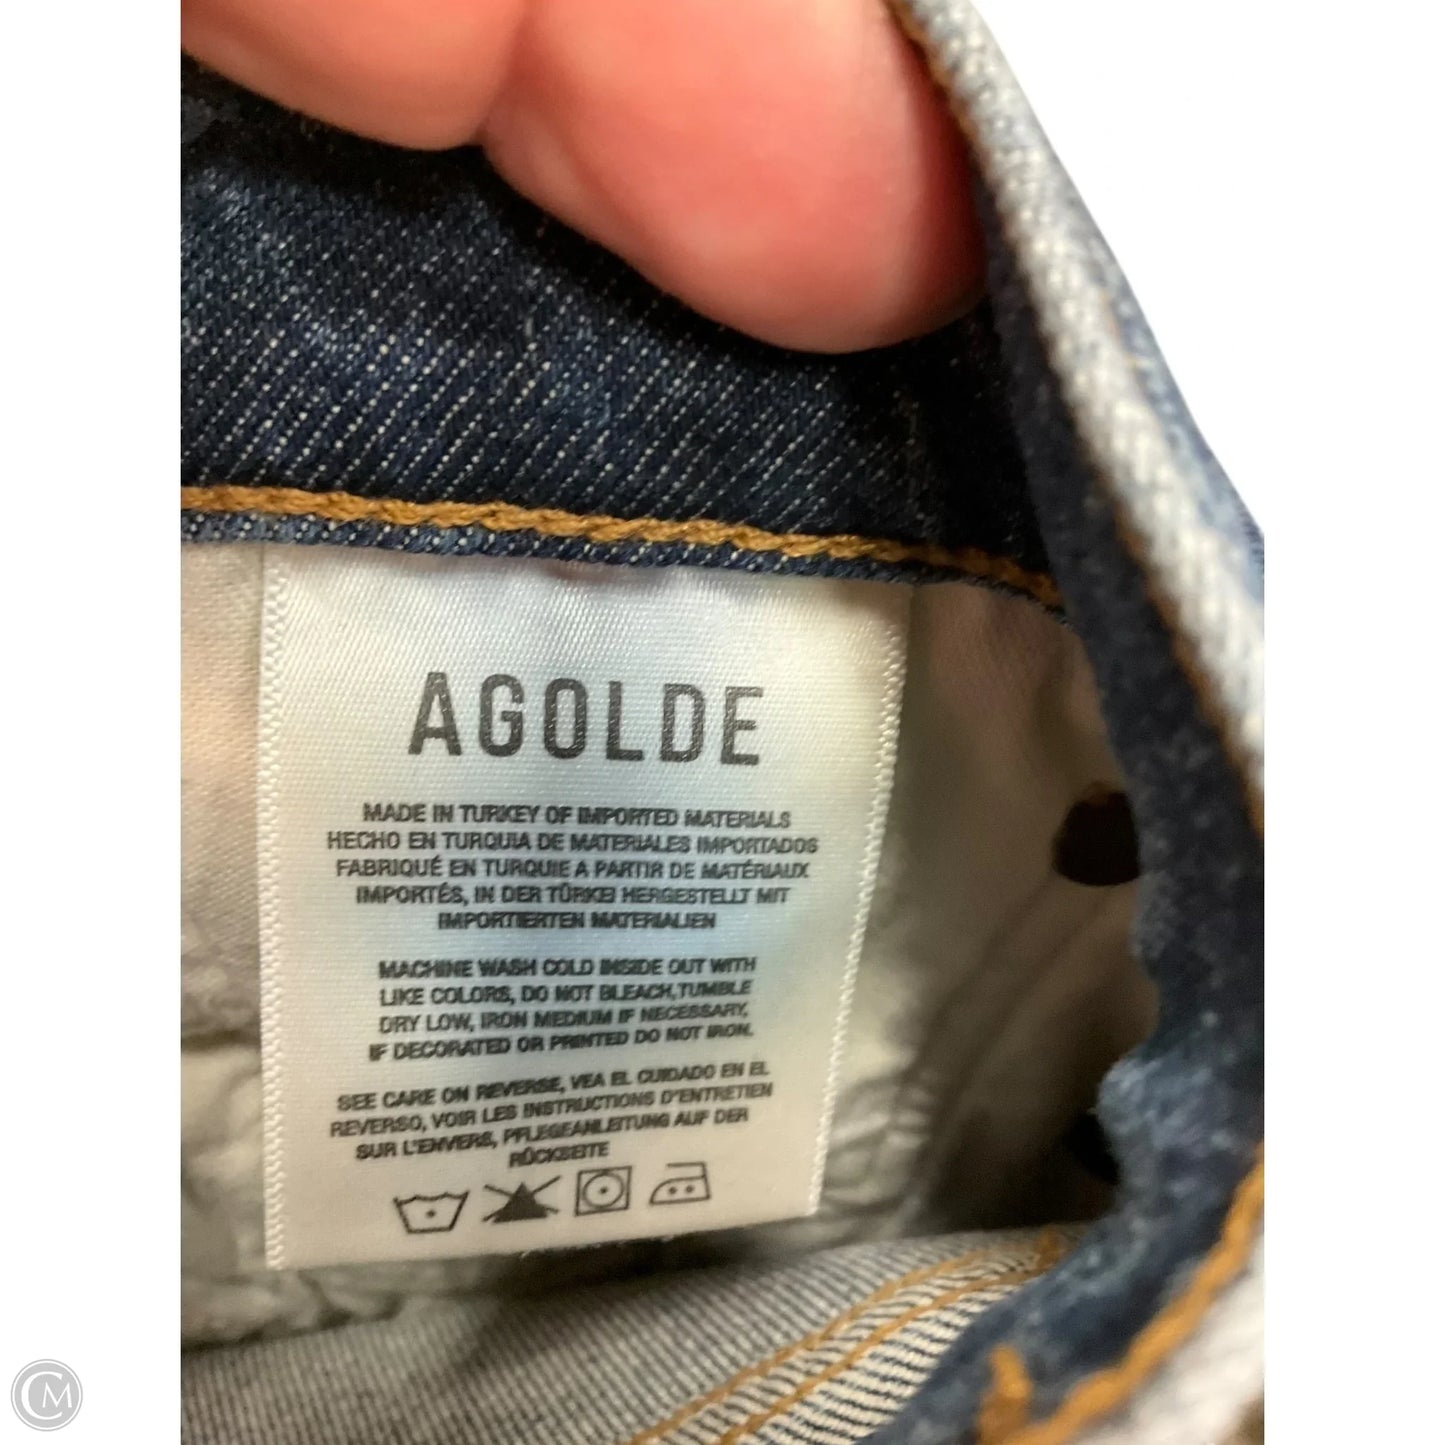 AGOLDE
MADE IN TURKEY OF IMPORTED MATERIALS
HECHO EN TURQUIA DE MATERIALES IMPORTADOS
FABRIQUÉ EN TURQUIE A PARTIR DE MATÉRIAUX
IMPORTÉS, IN DER TÜRKEI HERGESTELLT MIT
IMPORTIERTEN MATERIALIEN
MACHINE WASH COLD INSIDE OUT WITH
LIKE COLORS, DO NOT BLEACH, TUMBLE
DRY LOW, IRON MEDIUM IF NECESSARY,
IF DECORATED OR PRINTED DO NOT IRON.
SEE CARE ON REVERSE, VEA EL CUIDADO EN EL
REVERSO, VOIR LES INSTRUCTIONS D'ENTRETIEN
SUR L'ENVERS, PFLEGEANLEITUNG AUF DER
RÜCKSEITE
CM